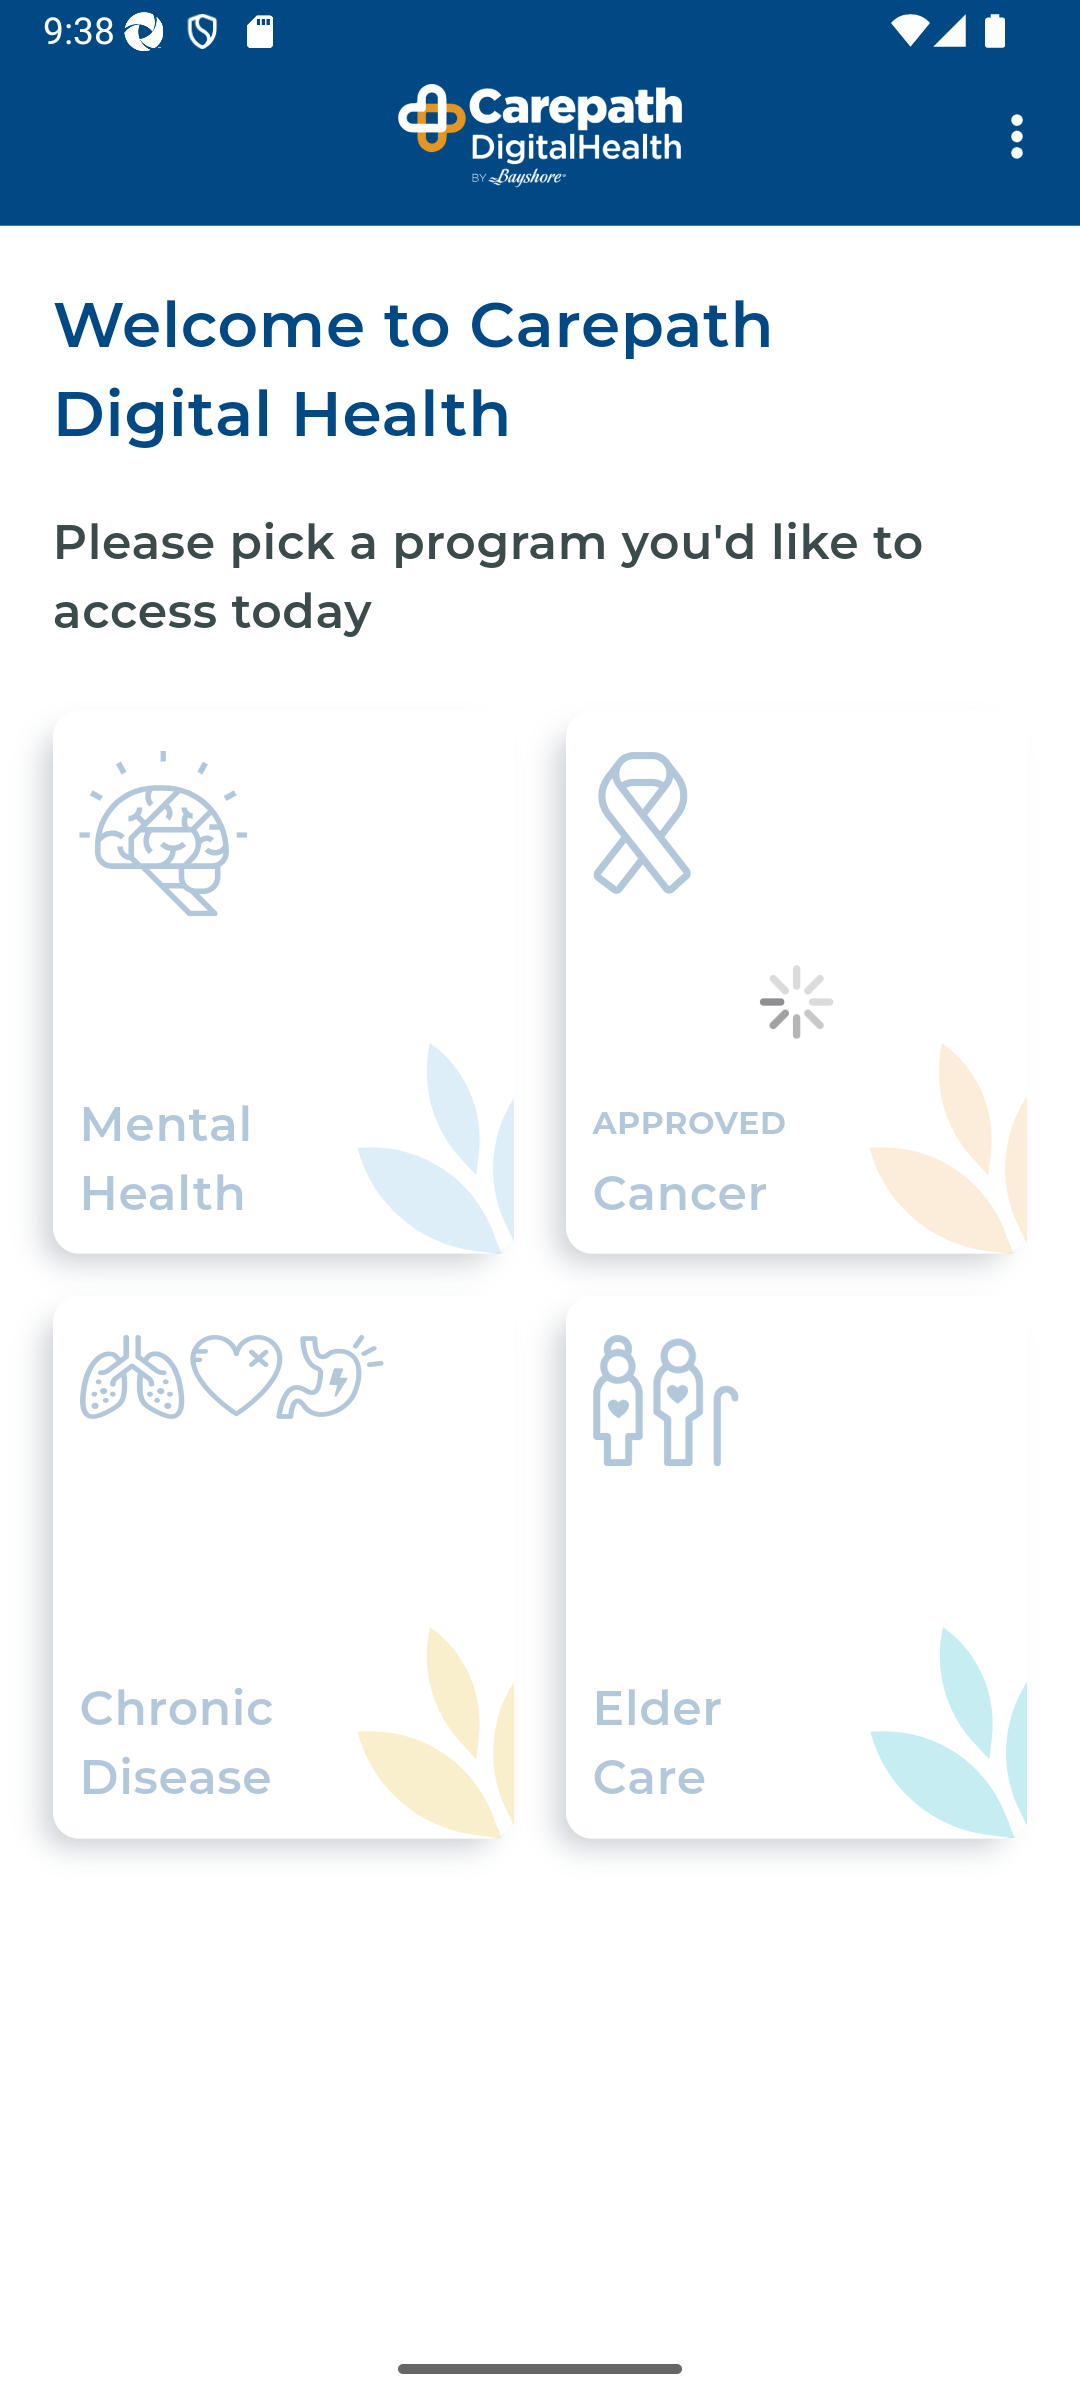 9:38
Carepath
DigitalHealth
BY Bayshore
Welcome to Carepath
Digital Health
Please pick a program you'd like to
access today
Mental
Health
APPROVED
Cancer
Chronic
Disease
Elder
Care